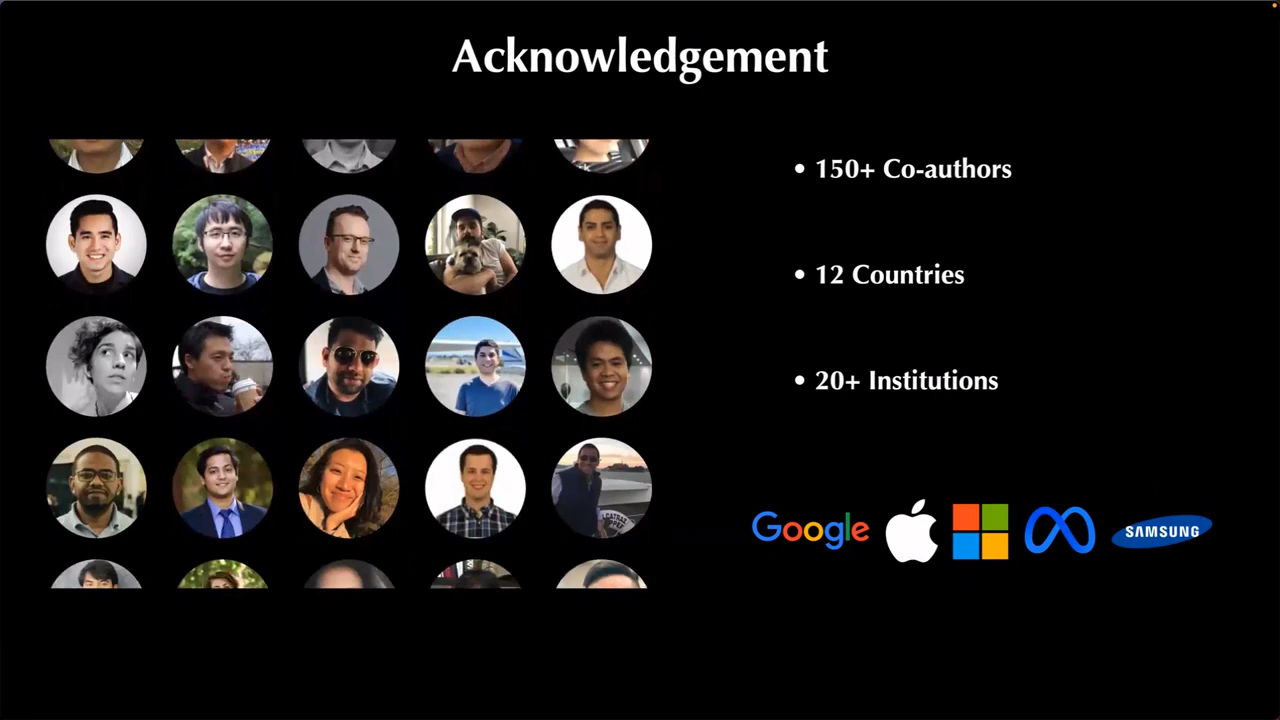 Acknowledgement
• 150+ Co-authors
• 12 Countries
• 20+ Institutions
Google
SAMSUNG